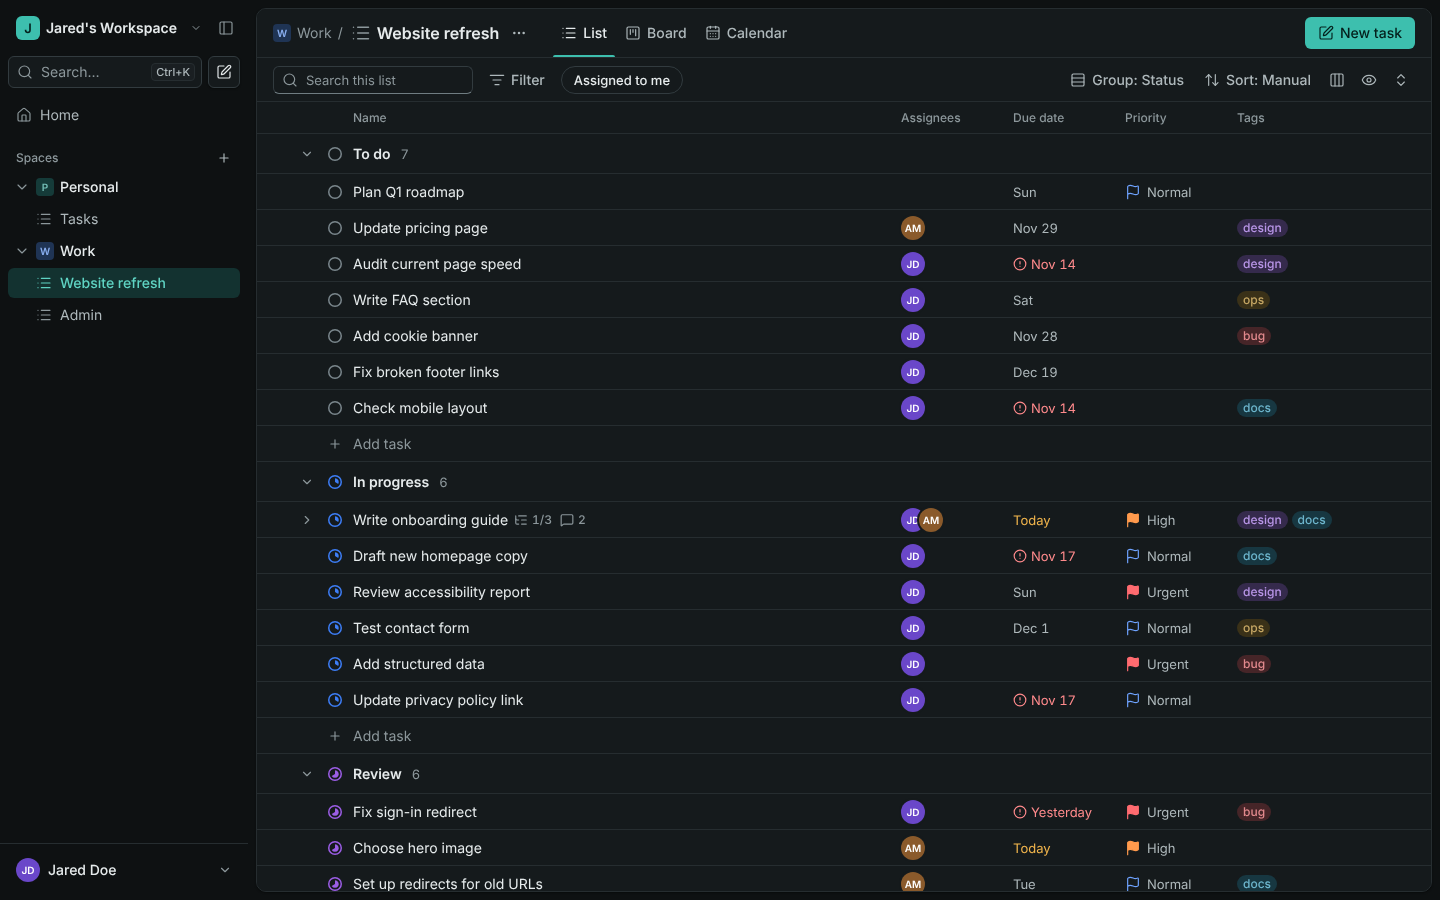 J Jared's Workspace
Search... Ctrl+K
Home
Spaces
P Personal
Tasks
W Work
Website refresh
Admin
JD Jared Doe
W Work / Website refresh
List Board Calendar
New task
Search this list Filter Assigned to me
Group: Status Sort: Manual
Name Assignees Due date Priority Tags
To do 7
Plan Q1 roadmap Sun Normal
Update pricing page AM Nov 29 design
Audit current page speed JD Nov 14 design
Write FAQ section JD Sat ops
Add cookie banner JD Nov 28 bug
Fix broken footer links JD Dec 19
Check mobile layout JD Nov 14 docs
Add task
In progress 6
Write onboarding guide 1/3 2 JD AM Today High design docs
Draft new homepage copy JD Nov 17 Normal docs
Review accessibility report JD Sun Urgent design
Test contact form JD Dec 1 Normal ops
Add structured data JD Urgent bug
Update privacy policy link JD Nov 17 Normal
Add task
Review 6
Fix sign-in redirect JD Yesterday Urgent bug
Choose hero image AM Today High
Set up redirects for old URLs AM Tue Normal docs